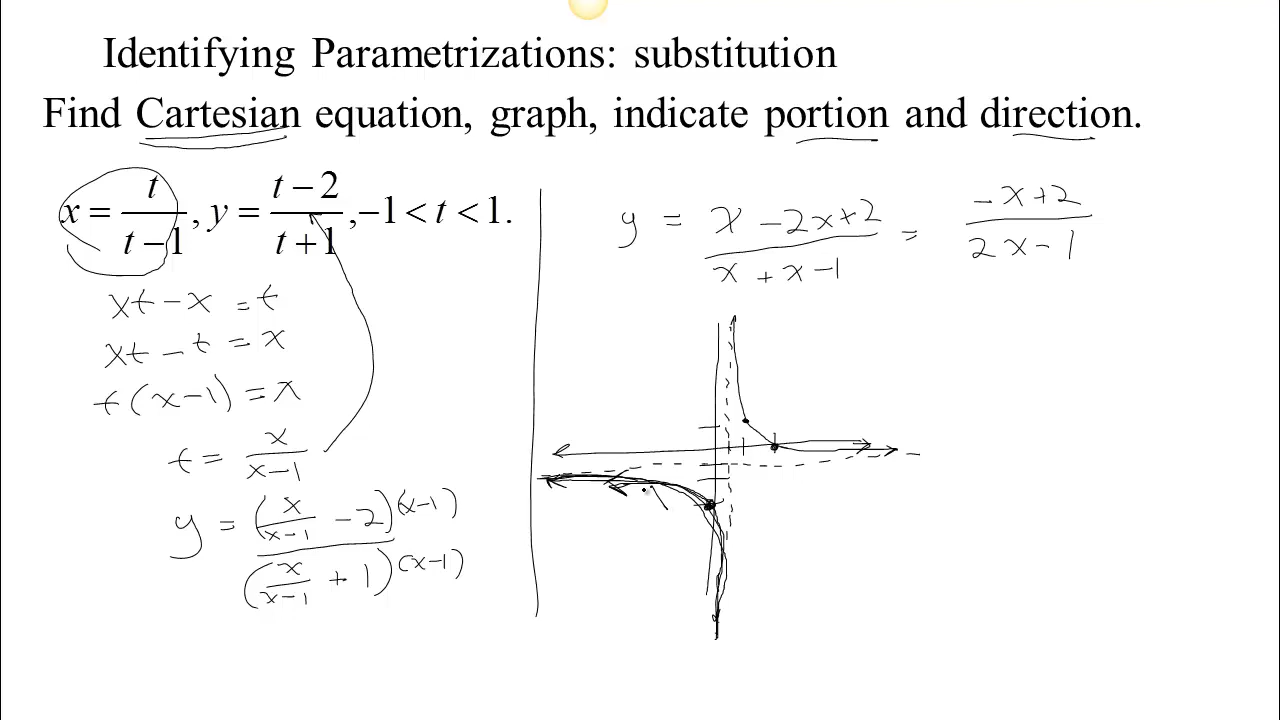 Identifying Parametrizations: substitution
Find Cartesian equation, graph, indicate portion and direction.
x = t/(t−1), y = (t−2)/(t+1), −1 < t < 1.
xt − x = t
xt − t = x
t(x−1) = x
t = x/(x−1)
y = (x/(x−1) − 2)(x−1) / (x/(x−1) + 1)(x−1)
y = (x − 2x + 2)/(x + x − 1) = (−x + 2)/(2x − 1)